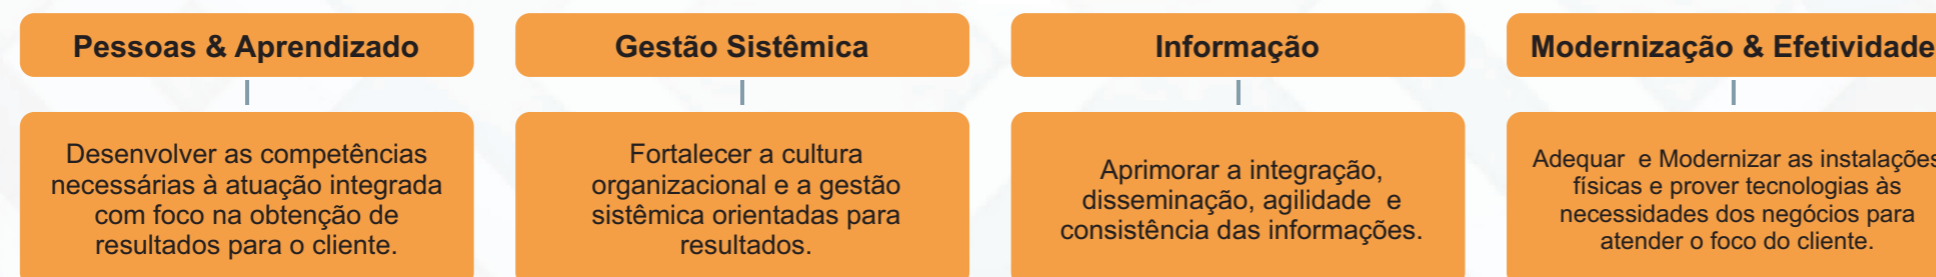 Pessoas & Aprendizado
Desenvolver as competências
necessárias à atuação integrada
com foco na obtenção de
resultados para o cliente.
Gestão Sistêmica
Fortalecer a cultura
organizacional e a gestão
sistêmica orientadas para
resultados.
Informação
Aprimorar a integração,
disseminação, agilidade e
consistência das informações.
Modernização & Efetividade
Adequar e Modernizar as instalações
físicas e prover tecnologias às
necessidades dos negócios para
atender o foco do cliente.